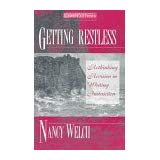 GETTING RESTLESS
Rethinking
Revision in
Writing
Instruction
NANCY WELCH